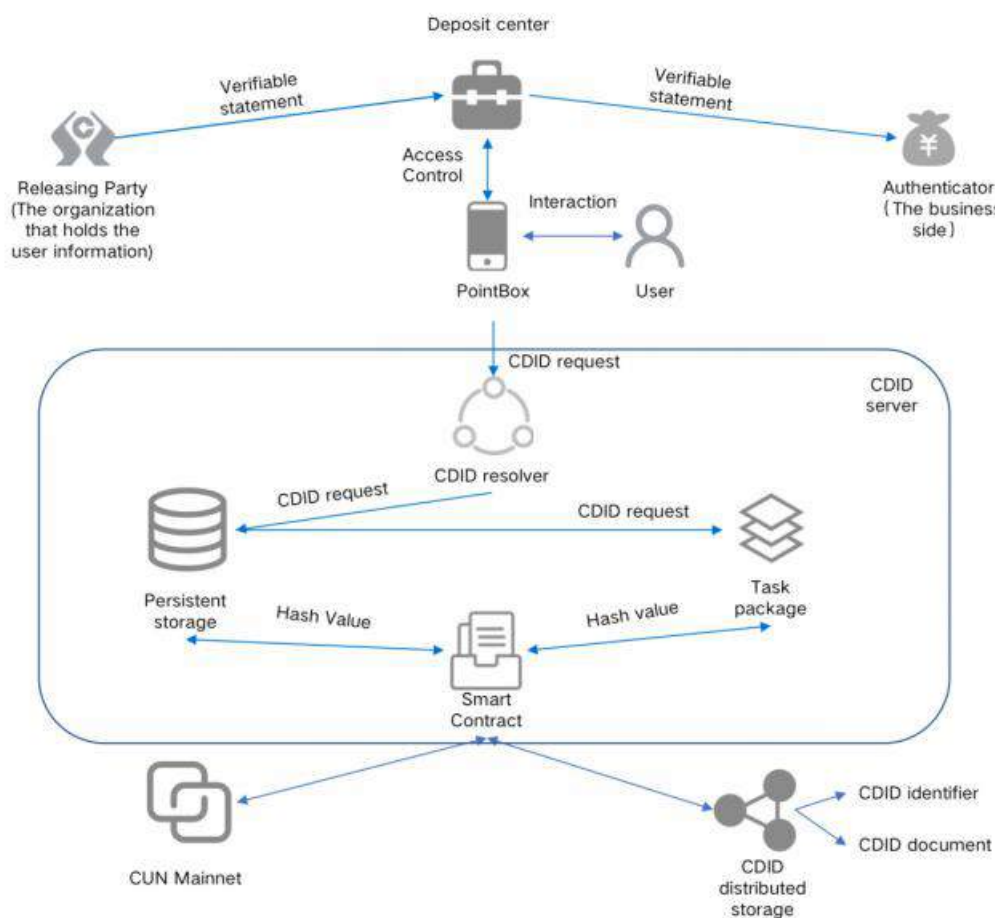 Deposit center
Verifiable
statement
Verifiable
statement
Releasing Party
(The organization
that holds the
user information)
Access
Control
Authenticator
{The business
side}
Interaction
PointBox
User
CDID request
CDID
server
CDID resolver
CDID request
CDID request
Persistent
storage
Task
package
Hash Value
Hash value
Smart
Contract
CUN Mainnet
CDID identifier
CDID document
CDID
distributed
storage